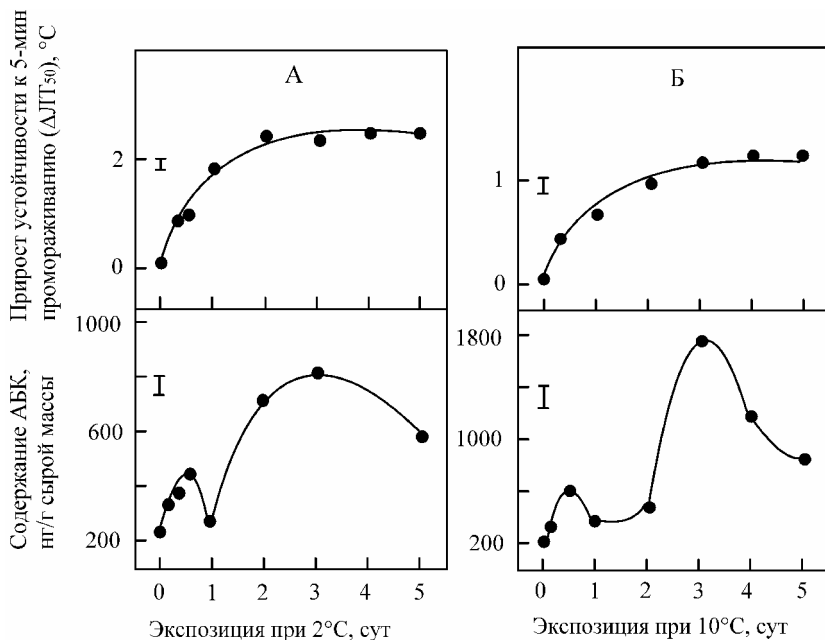 Прирост устойчивости к 5-мин
промораживанию (ΔЛТ50), °С
А
2
0
Б
1
0
Содержание АБК,
нг/г сырой массы
1000
600
200
0 1 2 3 4 5
Экспозиция при 2°С, сут
1800
1000
200
0 1 2 3 4 5
Экспозиция при 10°С, сут